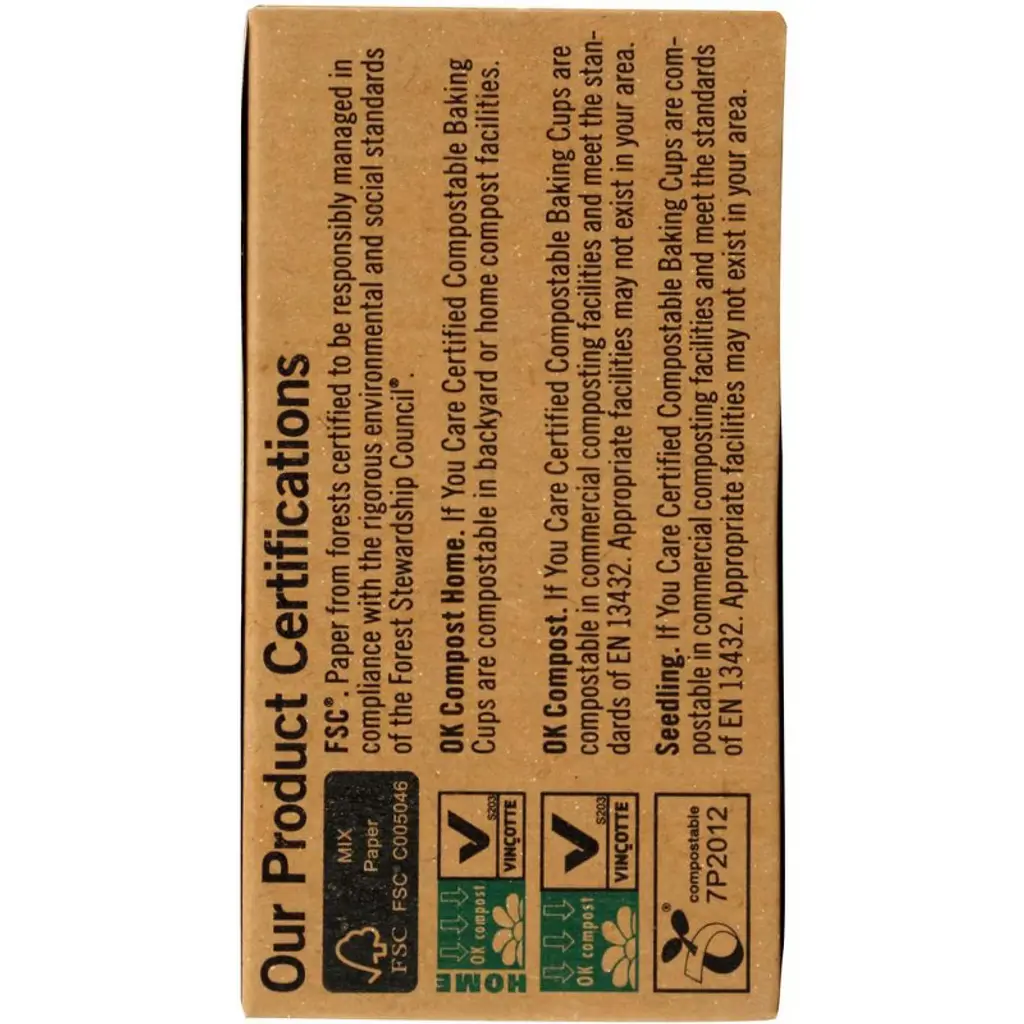 Our Product Certifications
MIX
Paper
FSC
FSC® C005046
FSC®. Paper from forests certified to be responsibly managed in
compliance with the rigorous environmental and social standards
of the Forest Stewardship Council®.
HOME
OK compost
VINÇOTTE
S203
OK Compost Home. If You Care Certified Compostable Baking
Cups are compostable in backyard or home compost facilities.
OK compost
VINÇOTTE
S203
OK Compost. If You Care Certified Compostable Baking Cups are
compostable in commercial composting facilities and meet the stan-
dards of EN 13432. Appropriate facilities may not exist in your area.
®
compostable
7P2012
Seeding. If You Care Certified Compostable Baking Cups are com-
postable in commercial composting facilities and meet the standards
of EN 13432. Appropriate facilities may not exist in your area.